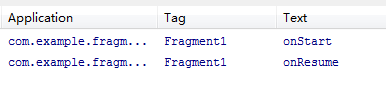 Application Tag Text
com.example.fragm... Fragment1 onStart
com.example.fragm... Fragment1 onResume